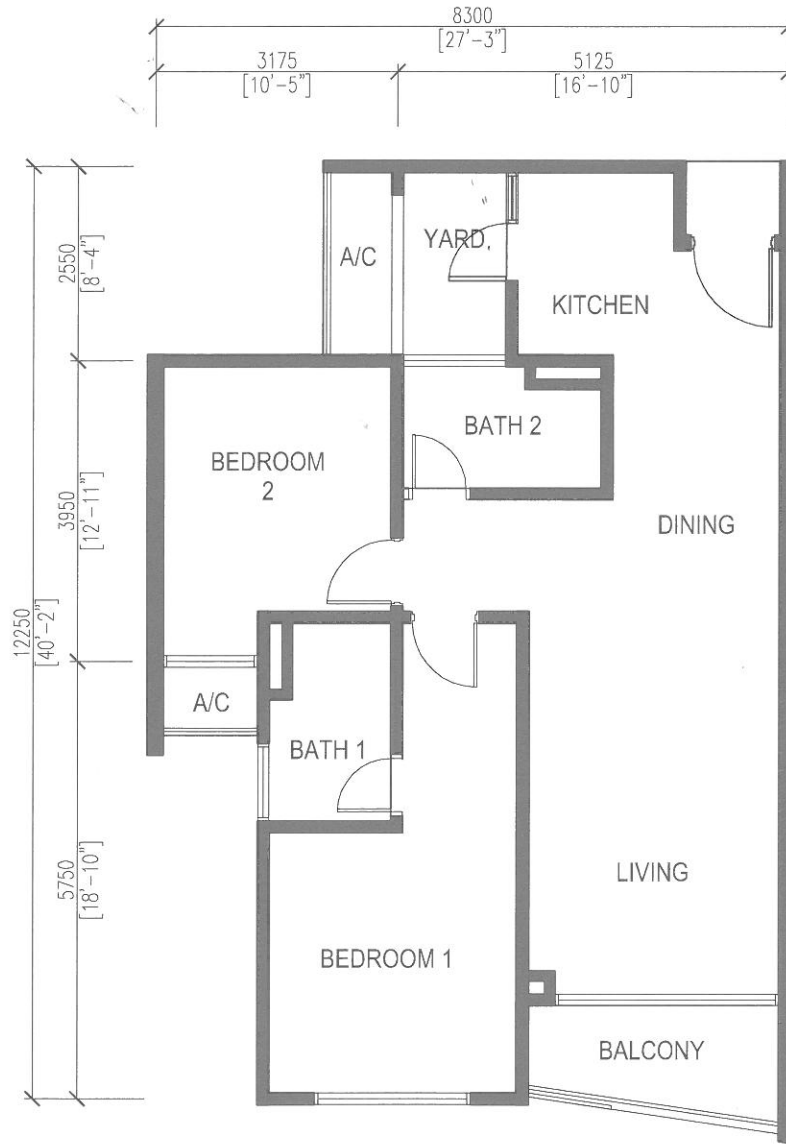 8300
[27'-3"]
3175
[10'-5"]
5125
[16'-10"]
2550
[8'-4"]
3950
[12'-11"]
12250
[40'-2"]
5750
[18'-10"]
A/C
YARD,
KITCHEN
BATH 2
BEDROOM
2
DINING
A/C
BATH 1
LIVING
BEDROOM 1
BALCONY